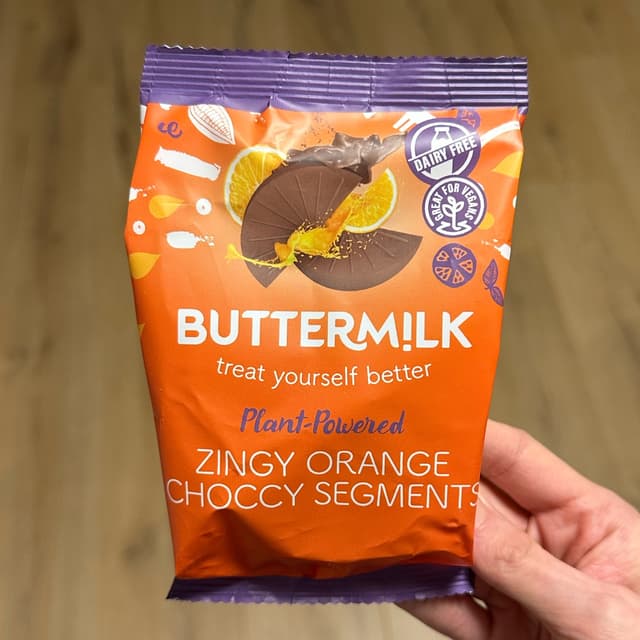 DAIRY FREE
GREAT FOR VEGANS
BUTTERM!LK
treat yourself better
Plant-Powered
ZINGY ORANGE
CHOCCY SEGMENTS